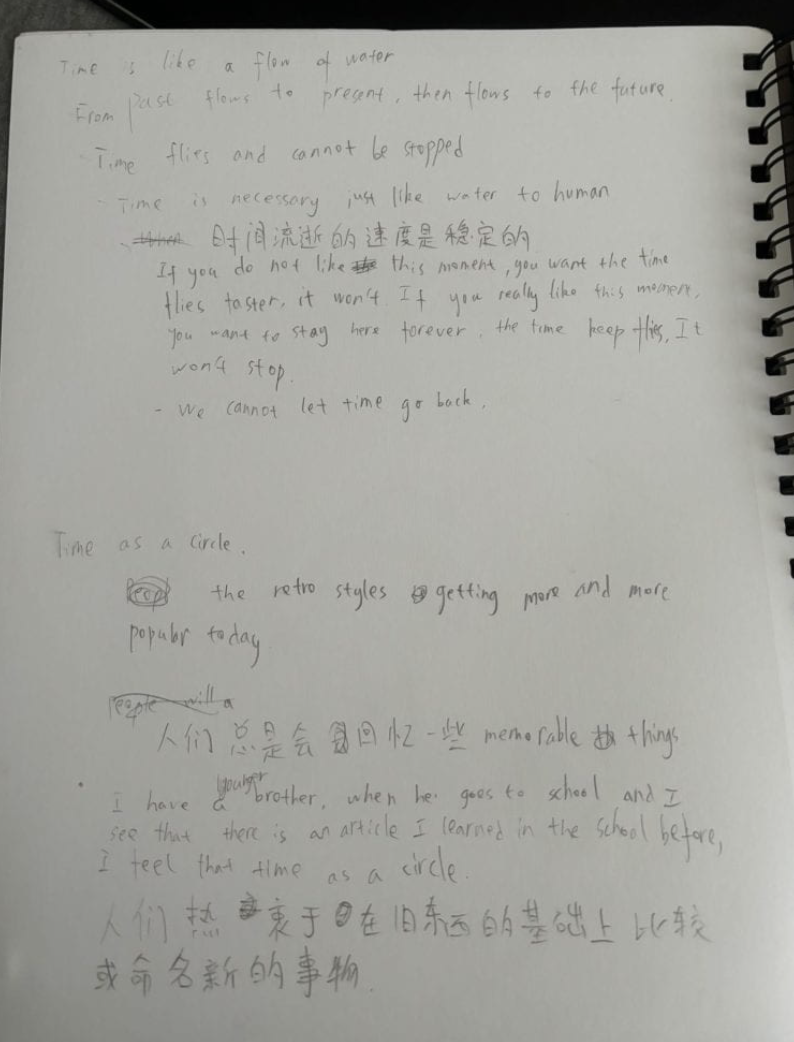 Time is like a flow of water
From past flows to present, then flows to the future.
- Time flies and cannot be stopped
- Time is necessary just like water to human
- 时间流逝的速度是稳定的
If you do not like this moment, you want the time
flies faster, it won't. If you really like this moment,
You want to stay here forever, the time keep flies, It
won't stop.
- We cannot let time go back.
Time as a circle.
the retro styles getting more and more
popular today
人们总是会回忆一些 memorable things
I have a younger brother, when he goes to school and I
see that there is an article I learned in the school before,
I feel that time as a circle.
人们热衷于在旧东西的基础上比较
或命名新的事物.